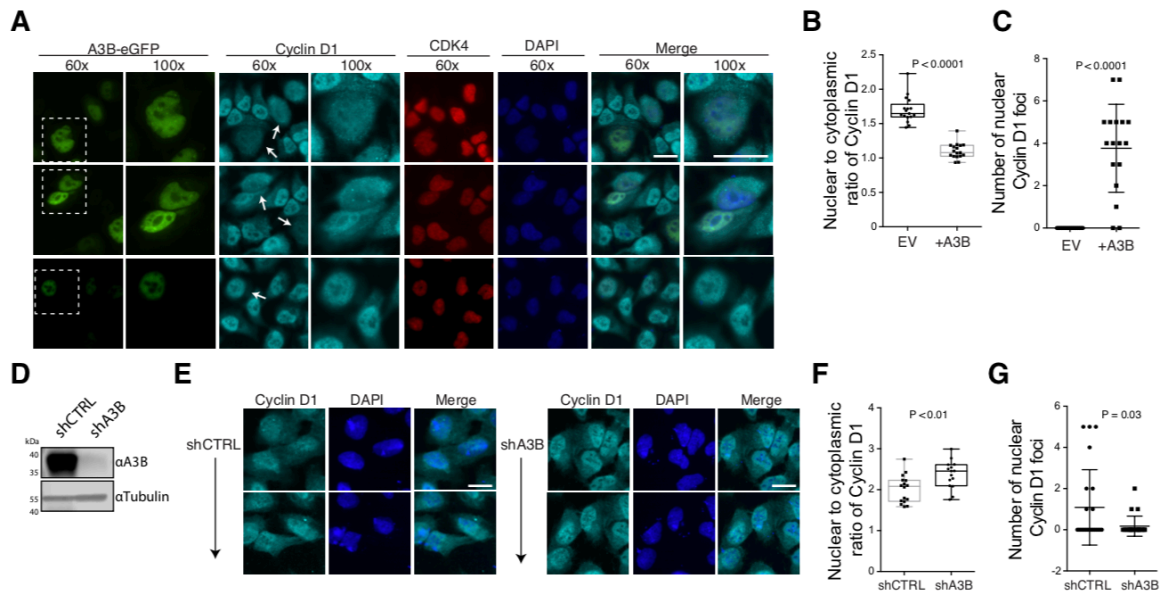 A
A3B-eGFP Cyclin D1 CDK4 DAPI Merge
60x 100x 60x 100x 60x 60x 60x 100x
B
P < 0.0001
Nuclear to cytoplasmic
ratio of Cyclin D1
2.5
2.0
1.5
1.0
0.5
0
EV +A3B
C
P < 0.0001
Number of nuclear
Cyclin D1 foci
8
6
4
2
0
EV +A3B
D
shCTRL shA3B
kDa
40
35
αA3B
55
40
αTubulin
E
Cyclin D1 DAPI Merge
shCTRL
Cyclin D1 DAPI Merge
shA3B
F
P < 0.01
Nuclear to cytoplasmic
ratio of Cyclin D1
4
3
2
1
0
shCTRL shA3B
G
P = 0.03
Number of nuclear
Cyclin D1 foci
6
4
2
0
-2
shCTRL shA3B